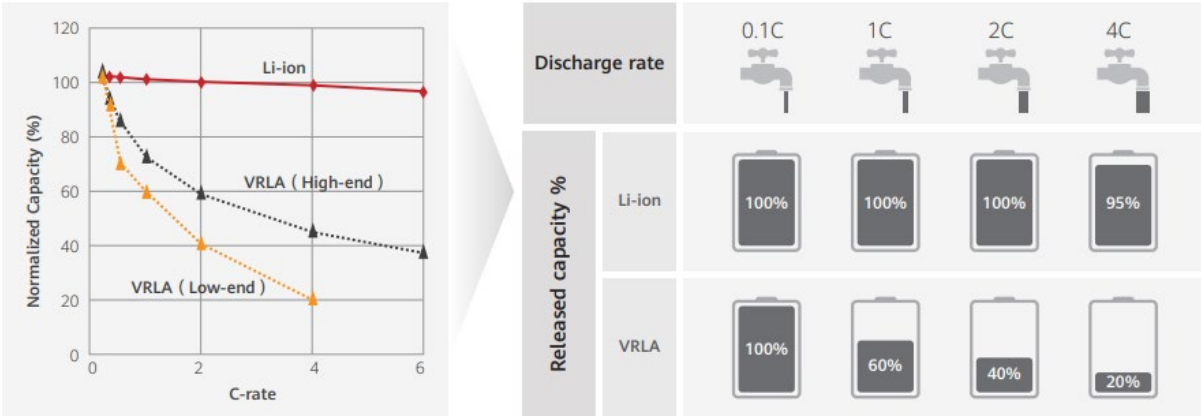 120
100
80
60
40
20
0
0
2
4
6
Normalized Capacity (%)
C-rate
Li-ion
VRLA ( High-end )
VRLA ( Low-end )
Discharge rate
0.1C
1C
2C
4C
Released capacity %
Li-ion
100%
100%
100%
95%
VRLA
100%
60%
40%
20%